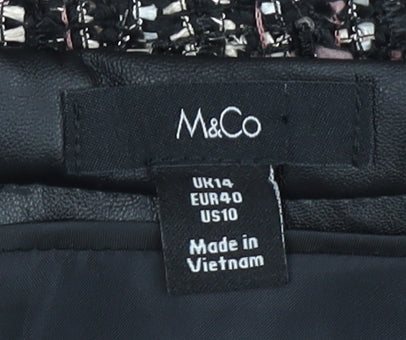 M&Co
UK14
EUR40
US10
Made in
Vietnam